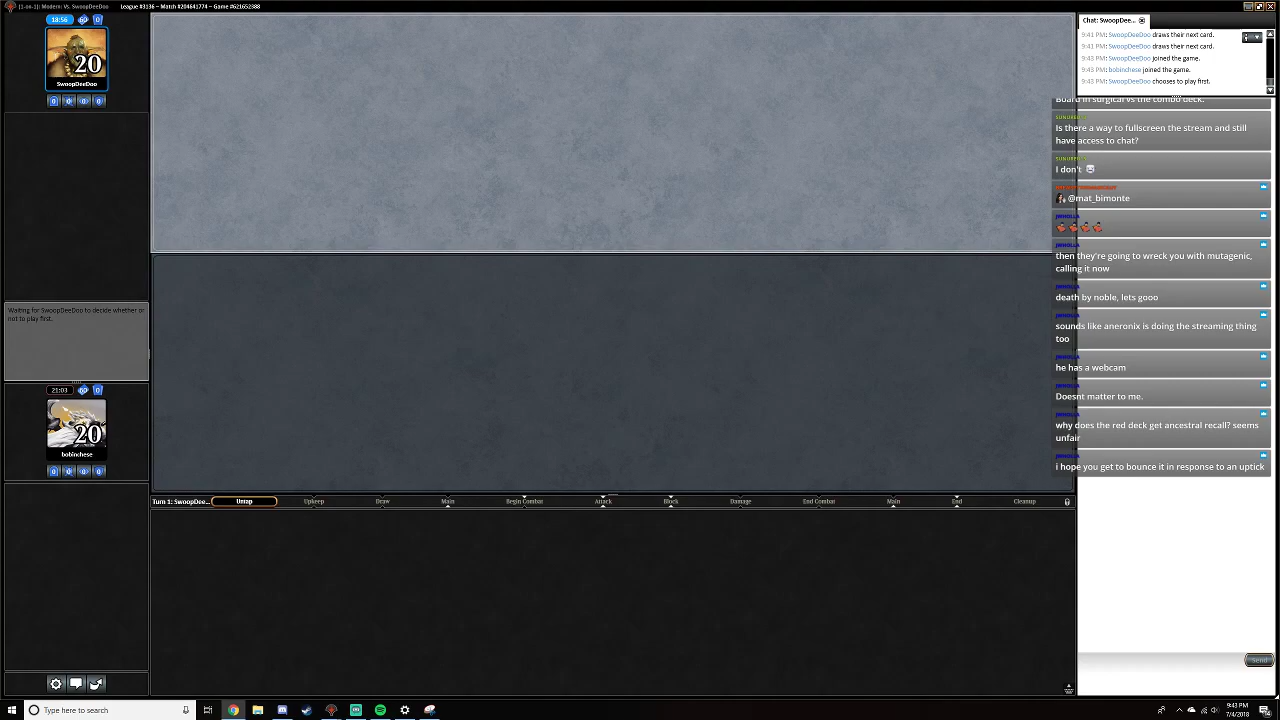 [1-on-1]: Modern: Vs. SwoopDeeDoo League #3136 - Match #204641774 - Game #621652388
18:56 60 0
20
SwoopDeeDoo
0 0 0 0
Waiting for SwoopDeeDoo to decide whether or
not to play first.
21:03 60 0
20
bobinchese
0 0 0 0
Turn 1: SwoopDee... Untap Upkeep Draw Main Begin Combat Attack Block Damage End Combat Main End Cleanup
Chat: SwoopDee...
9:41 PM: SwoopDeeDoo draws their next card.
9:41 PM: SwoopDeeDoo draws their next card.
9:43 PM: SwoopDeeDoo joined the game.
9:43 PM: bobinchese joined the game.
9:43 PM: SwoopDeeDoo chooses to play first.
Board in surgical vs the combo deck.
Is there a way to fullscreen the stream and still
have access to chat?
I don't
@mat_bimonte
then they're going to wreck you with mutagenic,
calling it now
death by noble, lets gooo
sounds like aneronix is doing the streaming thing
too
he has a webcam
Doesnt matter to me.
why does the red deck get ancestral recall? seems
unfair
i hope you get to bounce it in response to an uptick
Send
Type here to search
9:43 PM
7/4/2018